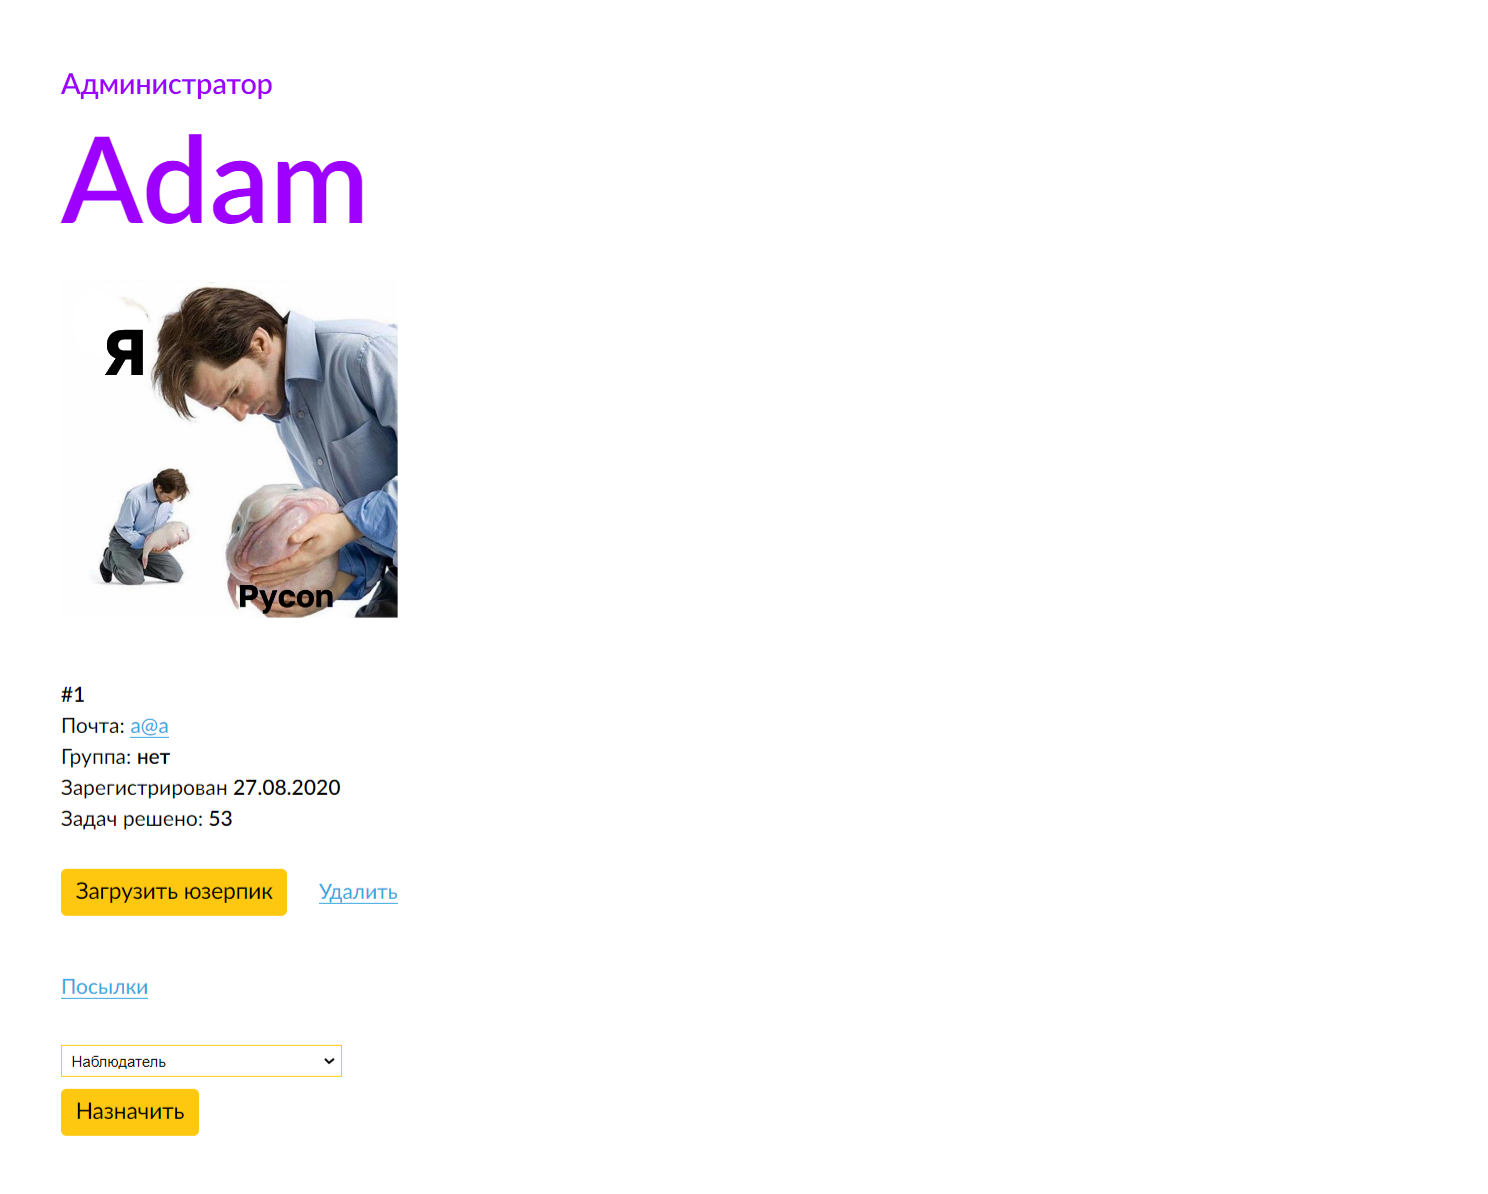 Администратор
Adam
Я
Pycon
#1
Почта: a@a
Группа: нет
Зарегистрирован 27.08.2020
Задач решено: 53
Загрузить юзерпик Удалить
Посылки
Наблюдатель
Назначить